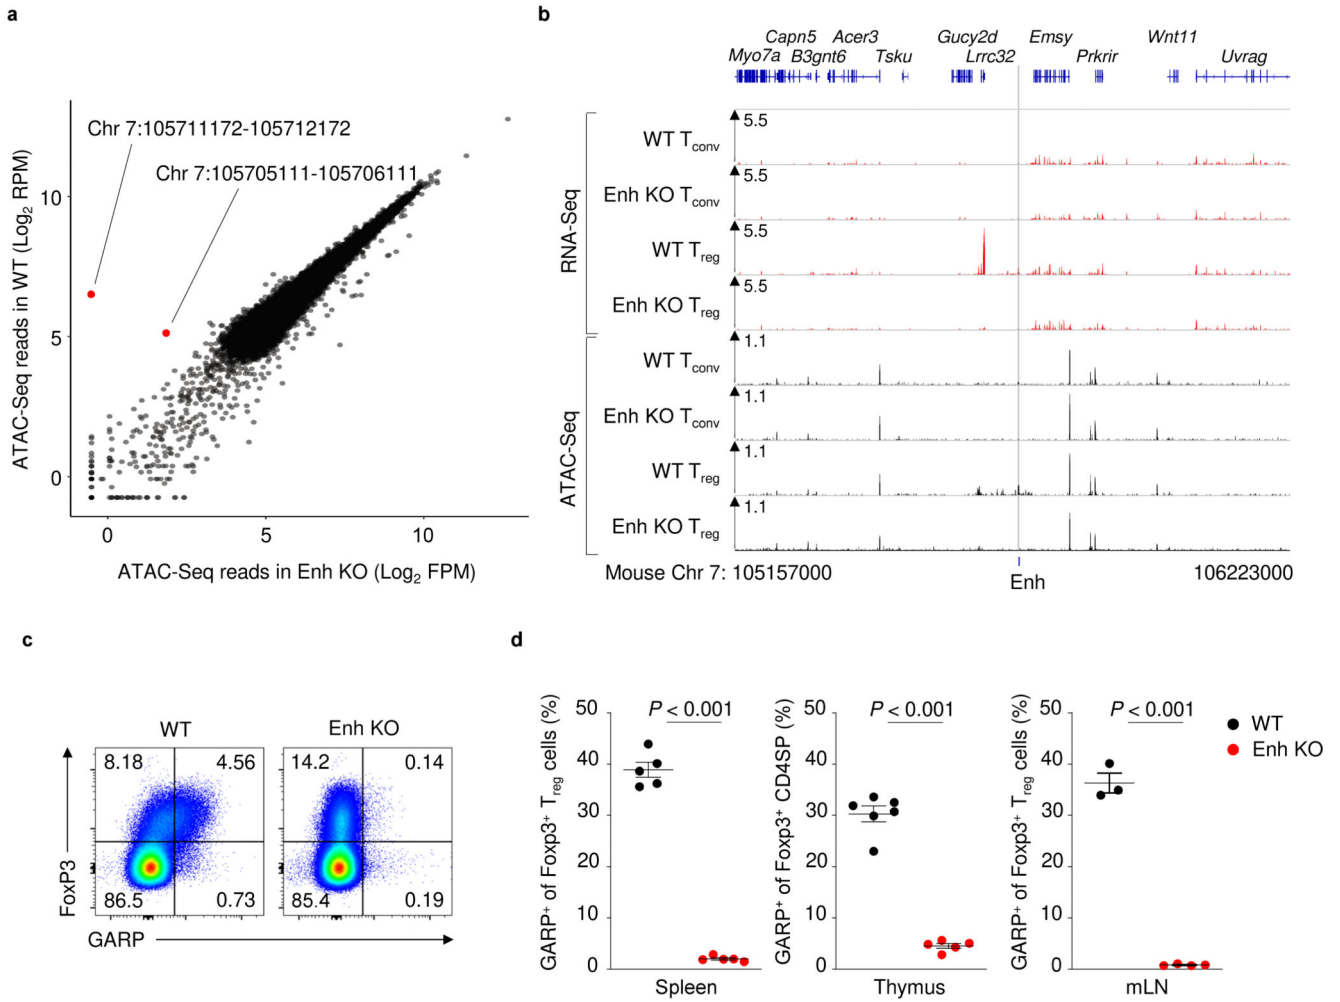 a
Chr 7:105711172-105712172
Chr 7:105705111-105706111
ATAC-Seq reads in WT (Log2 RPM)
10
5
0
0 5 10
ATAC-Seq reads in Enh KO (Log2 FPM)
b
Capn5 Acer3 Gucy2d Emsy Wnt11
Myo7a B3gnt6 Tsku Lrrc32 Prkrir Uvrag
RNA-Seq
WT Tconv 5.5
Enh KO Tconv 5.5
WT Treg 5.5
Enh KO Treg 5.5
ATAC-Seq
WT Tconv 1.1
Enh KO Tconv 1.1
WT Treg 1.1
Enh KO Treg 1.1
Mouse Chr 7: 105157000 Enh 106223000
c
WT Enh KO
8.18 4.56 14.2 0.14
86.5 0.73 85.4 0.19
FoxP3
GARP
d
GARP+ of Foxp3+ Treg cells (%)
50
40
30
20
10
0
P < 0.001
Spleen
GARP+ of Foxp3+ CD4SP (%)
50
40
30
20
10
0
P < 0.001
Thymus
GARP+ of Foxp3+ Treg cells (%)
50
40
30
20
10
0
P < 0.001
mLN
WT
Enh KO